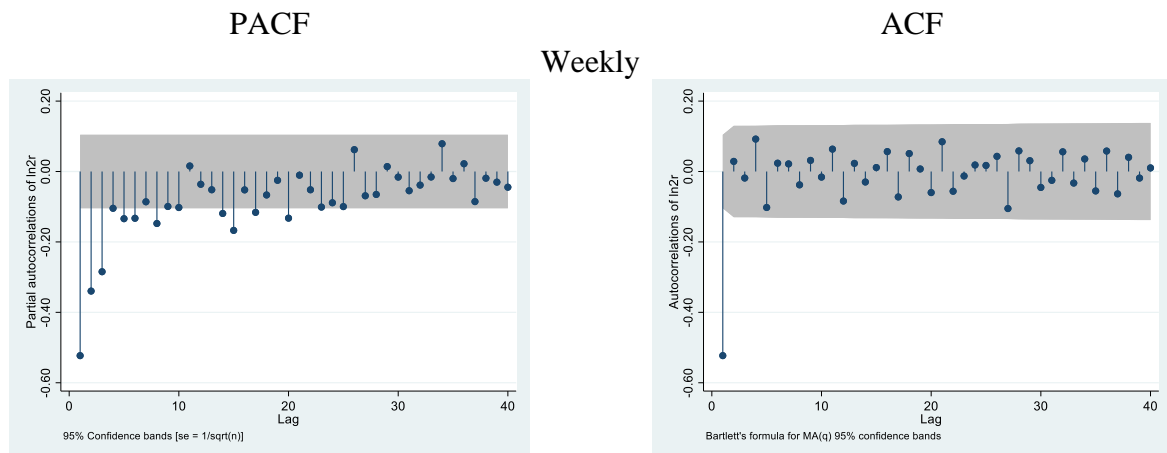 PACF
ACF
Weekly
Partial autocorrelations of ln2r
0.20
0.00
-0.20
-0.40
-0.60
0
10
20
30
40
Lag
95% Confidence bands [se = 1/sqrt(n)]
Autocorrelations of ln2r
0.20
0.00
-0.20
-0.40
-0.60
0
10
20
30
40
Lag
Bartlett's formula for MA(q) 95% confidence bands